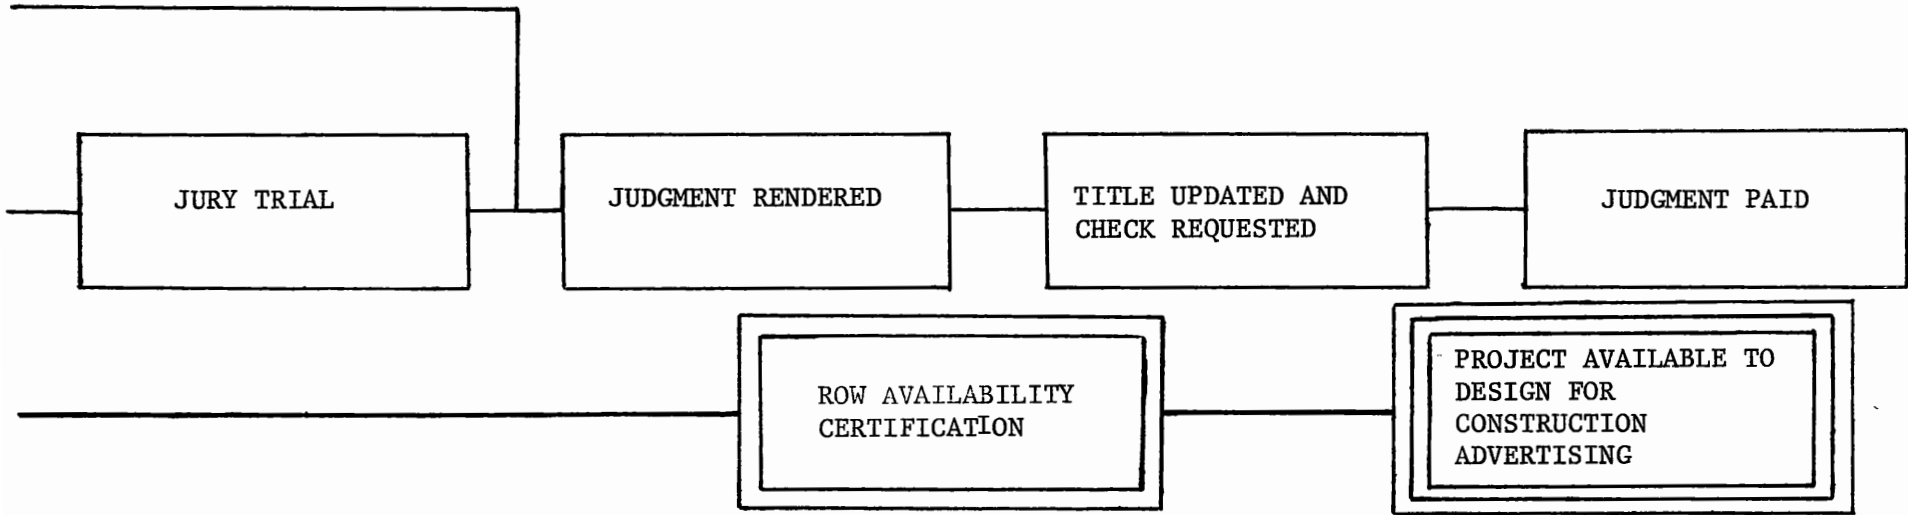 JURY TRIAL
JUDGMENT RENDERED
TITLE UPDATED AND
CHECK REQUESTED
JUDGMENT PAID
ROW AVAILABILITY
CERTIFICATION
PROJECT AVAILABLE TO
DESIGN FOR
CONSTRUCTION
ADVERTISING